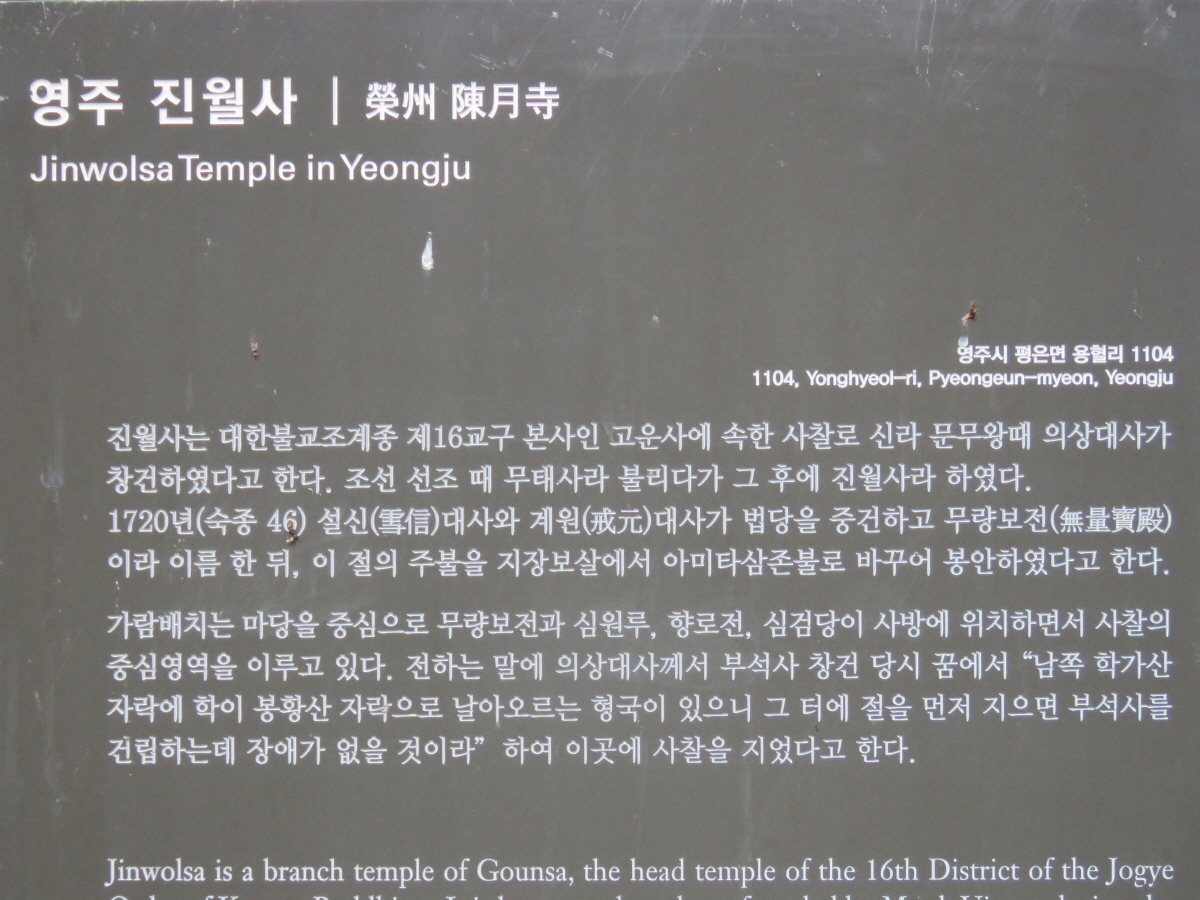 영주 진월사 | 榮州 陳月寺
Jinwolsa Temple in Yeongju
영주시 평은면 용혈리 1104
1104, Yonghyeol-ri, Pyeongeun-myeon, Yeongju
진월사는 대한불교조계종 제16교구 본사인 고운사에 속한 사찰로 신라 문무왕때 의상대사가
창건하였다고 한다. 조선 선조 때 무태사라 불리다가 그 후에 진월사라 하였다.
1720년(숙종 46) 설신(雪信)대사와 계원(戒元)대사가 법당을 중건하고 무량보전(無量寶殿)
이라 이름 한 뒤, 이 절의 주불을 지장보살에서 아미타삼존불로 바꾸어 봉안하였다고 한다.
가람배치는 마당을 중심으로 무량보전과 심원루, 향로전, 심검당이 사방에 위치하면서 사찰의
중심영역을 이루고 있다. 전하는 말에 의상대사께서 부석사 창건 당시 꿈에서 “남쪽 학가산
자락에 학이 봉황산 자락으로 날아오르는 형국이 있으니 그 터에 절을 먼저 지으면 부석사를
건립하는데 장애가 없을 것이라” 하여 이곳에 사찰을 지었다고 한다.
Jinwolsa is a branch temple of Gounsa, the head temple of the 16th District of the Jogye